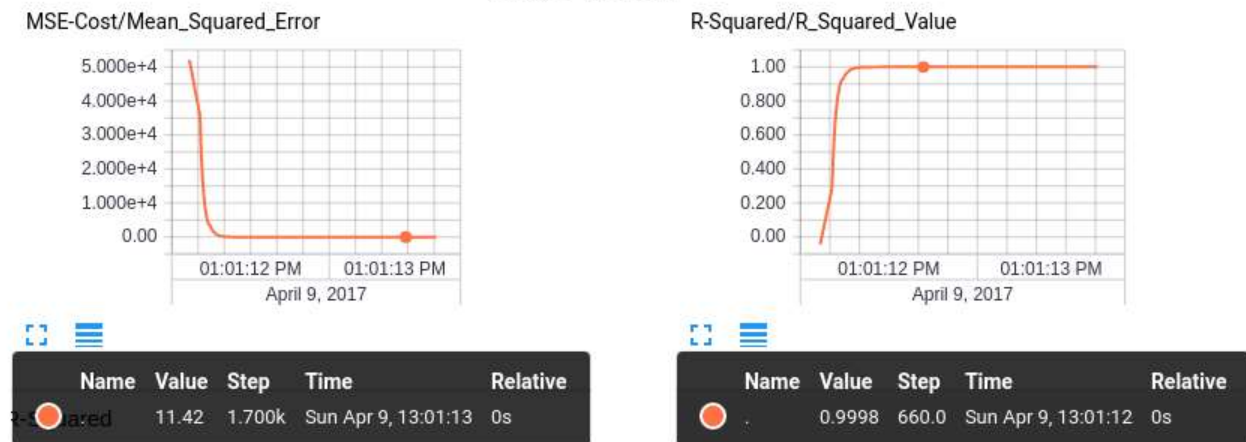 MSE-Cost/Mean_Squared_Error
5.000e+4
4.000e+4
3.000e+4
2.000e+4
1.000e+4
0.00
01:01:12 PM 01:01:13 PM
April 9, 2017
Name Value Step Time Relative
. 11.42 1.700k Sun Apr 9, 13:01:13 0s
R-Squared
R-Squared/R_Squared_Value
1.00
0.800
0.600
0.400
0.200
0.00
01:01:12 PM 01:01:13 PM
April 9, 2017
Name Value Step Time Relative
. 0.9998 660.0 Sun Apr 9, 13:01:12 0s